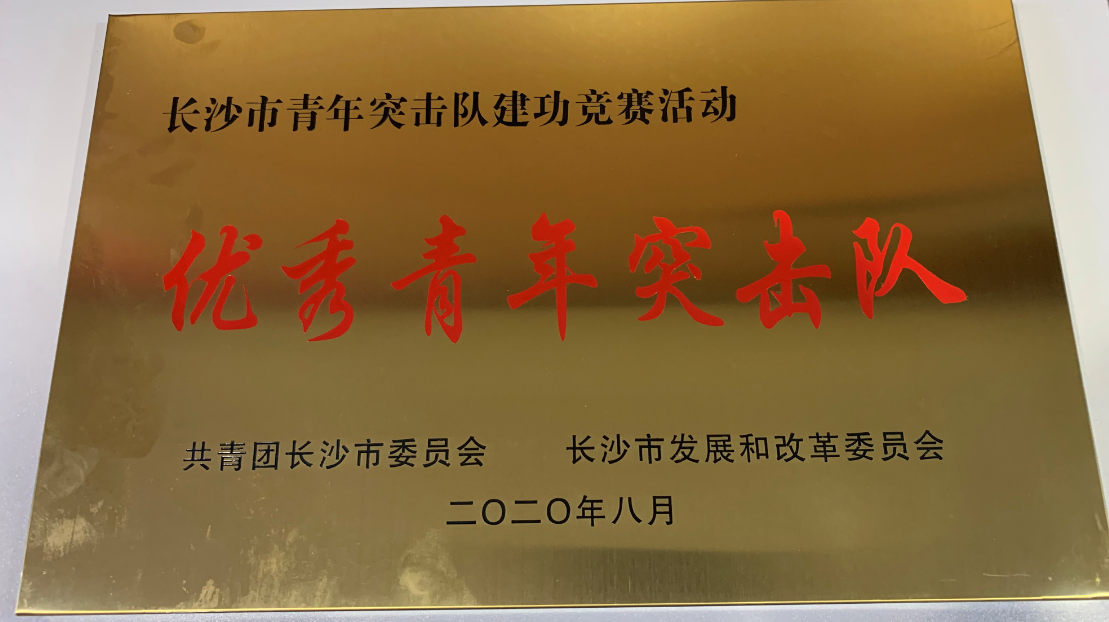 长沙市青年突击队建功竞赛活动
优秀青年突击队
共青团长沙市委员会 长沙市发展和改革委员会
二〇二〇年八月